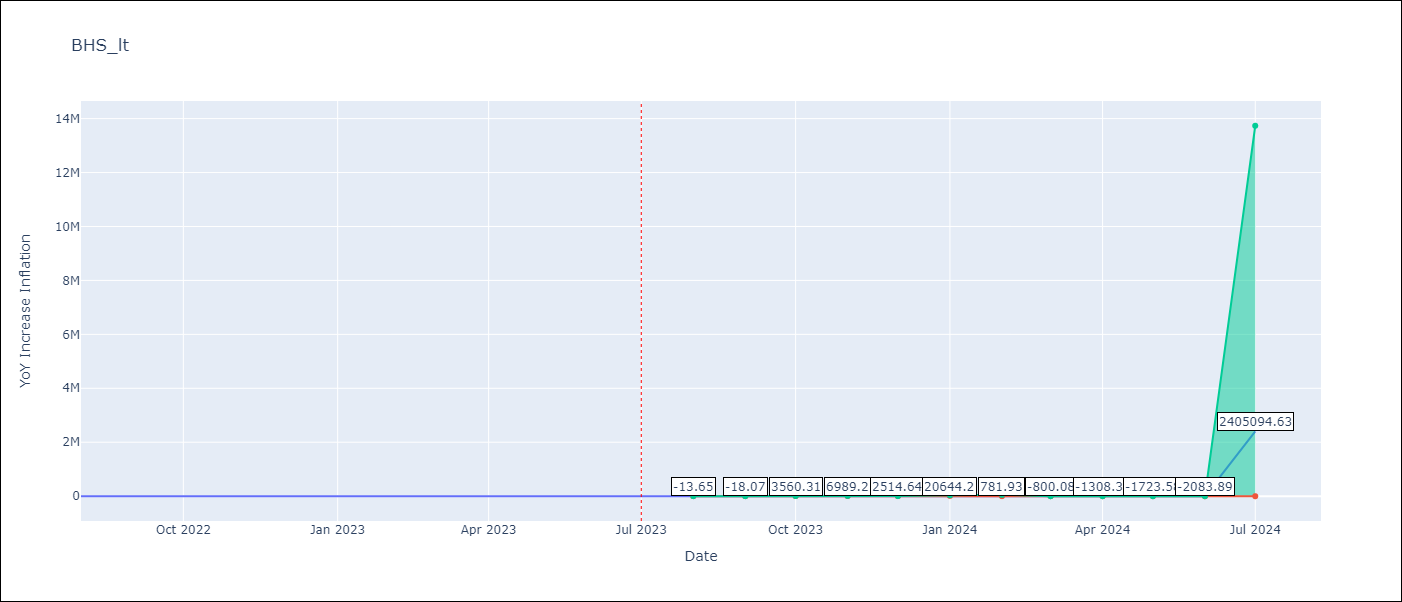 BHS_lt
14M
12M
10M
8M
6M
4M
2M
0
YoY Increase Inflation
2405094.63
-13.65
-18.07
3560.31
6989.2
2514.64
20644.2
781.93
-800.08
-1308.3
-1723.58
-2083.89
Oct 2022
Jan 2023
Apr 2023
Jul 2023
Oct 2023
Jan 2024
Apr 2024
Jul 2024
Date